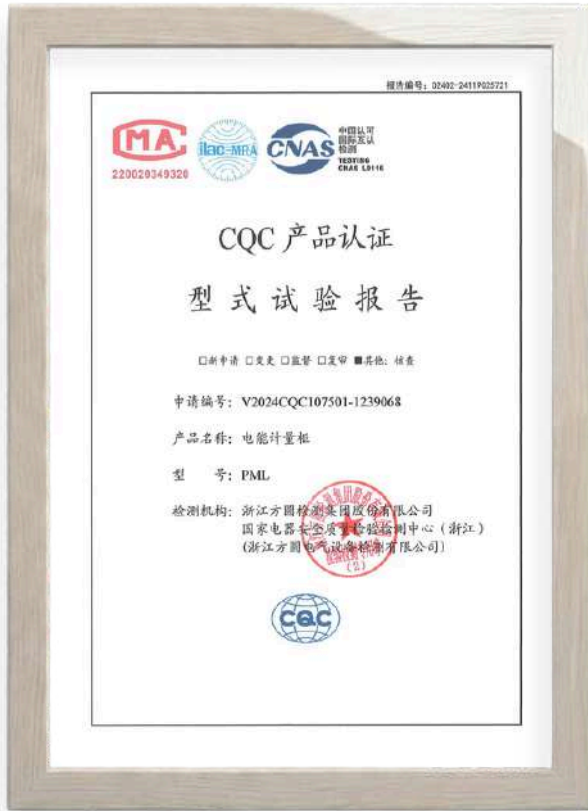 报告编号：02402-24119025721
MA
220020349320
ilac-MRA
CNAS
中国认可
国际互认
检测
TESTING
CNAS L0116
CQC 产品认证
型式试验报告
□新申请 □变更 □监督 □复审 ■其他：核查
申请编号：V2024CQC107501-1239068
产品名称：电能计量柜
型 号：PML
检测机构：浙江方圆检测集团股份有限公司
国家电器安全质量检验检测中心（浙江）
(浙江方圆电气设备检测有限公司)
(2)
CQC